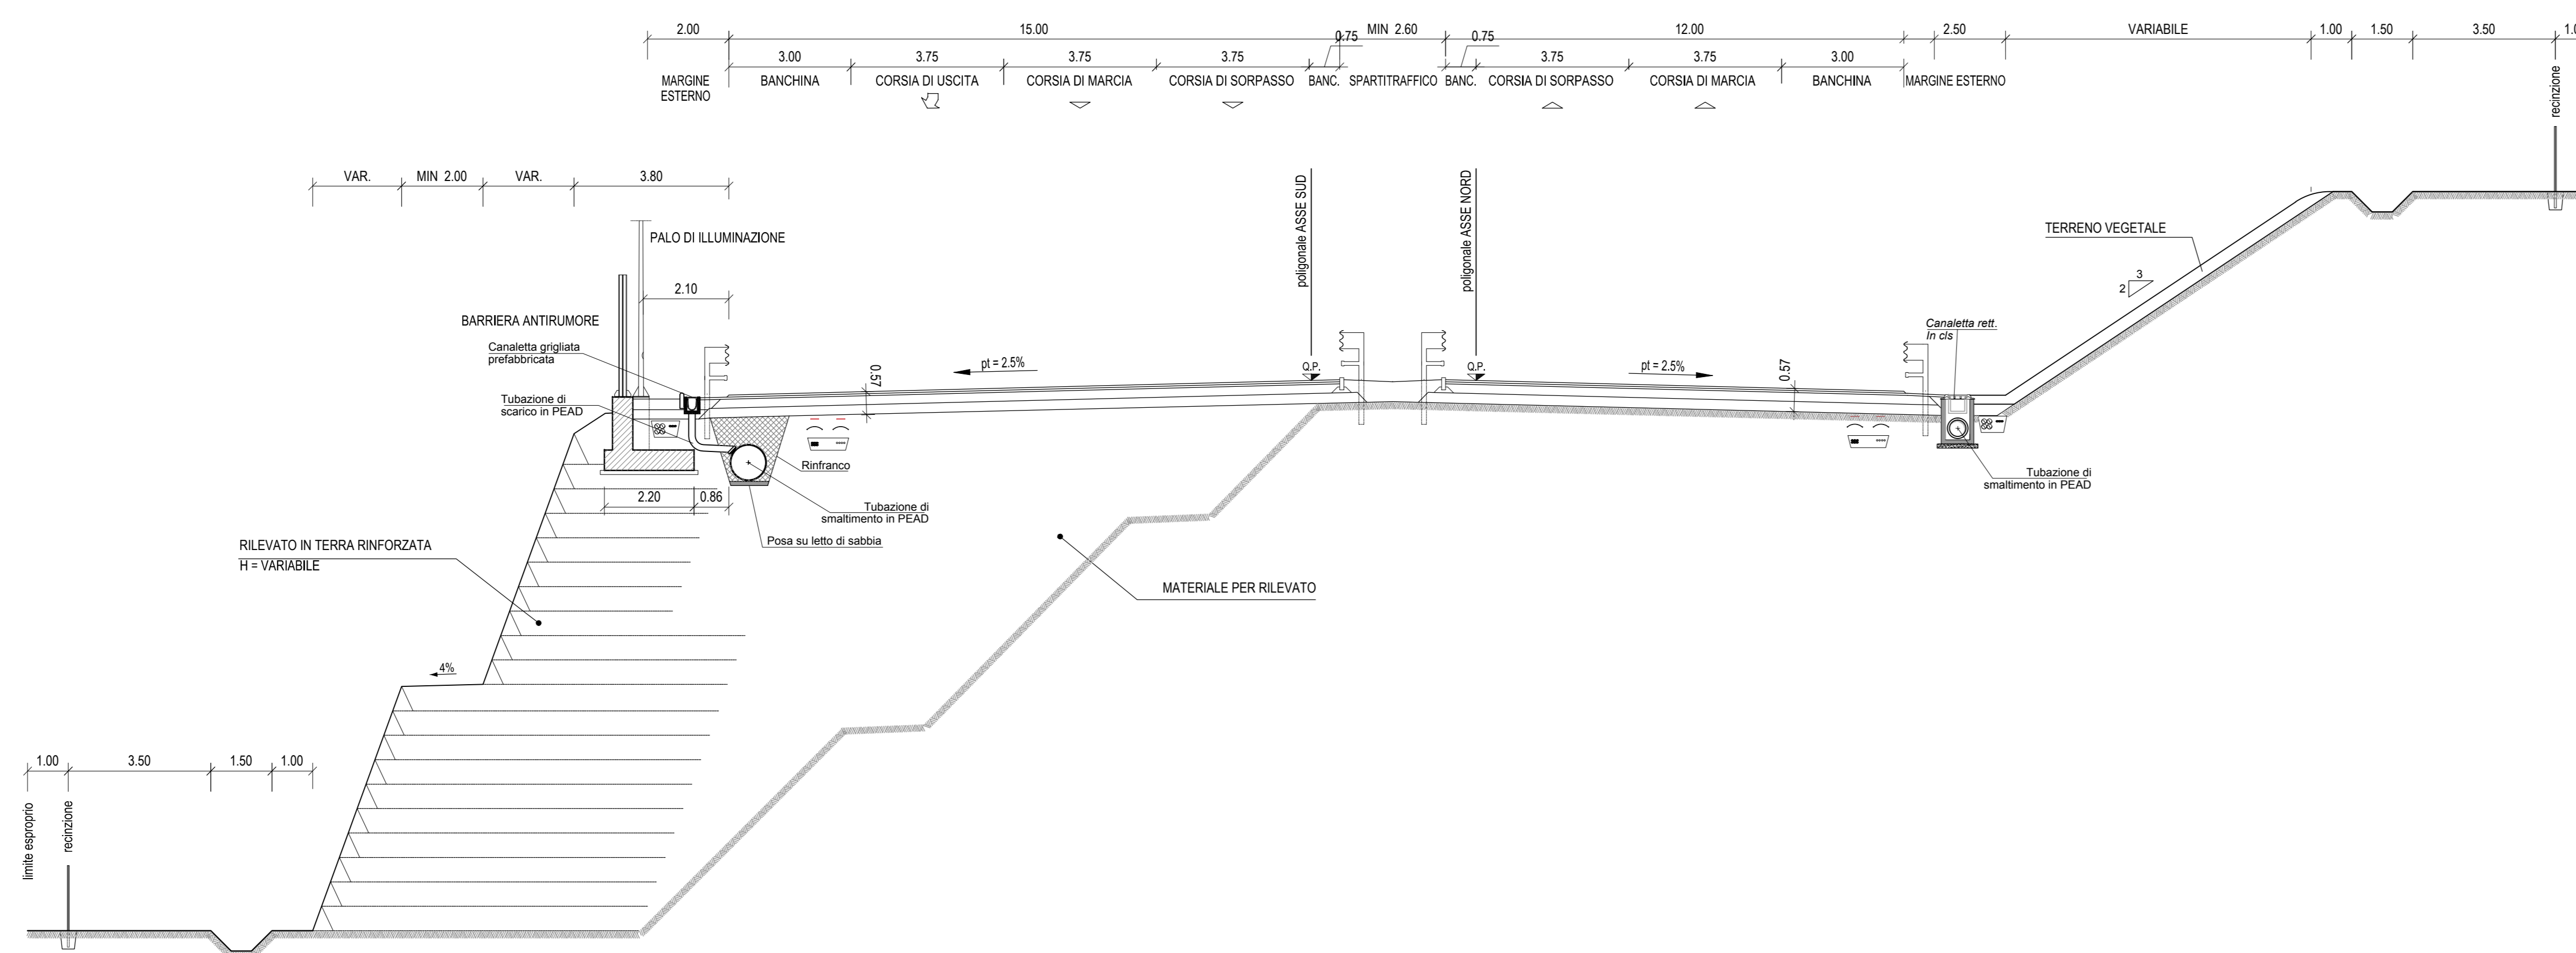 2.00
15.00
MIN 2.60
12.00
2.50
VARIABILE
1.00
1.50
3.50
3.00
3.75
3.75
3.75
0.75
0.75
3.75
3.75
3.00
MARGINE
ESTERNO
BANCHINA
CORSIA DI USCITA
CORSIA DI MARCIA
CORSIA DI SORPASSO
BANC.
SPARTITRAFFICO
BANC.
CORSIA DI SORPASSO
CORSIA DI MARCIA
BANCHINA
MARGINE ESTERNO
recinzione
VAR.
MIN 2.00
VAR.
3.80
PALO DI ILLUMINAZIONE
poligonale ASSE SUD
poligonale ASSE NORD
TERRENO VEGETALE
3
2
2.10
BARRIERA ANTIRUMORE
Canaletta grigliata
prefabbricata
Canaletta rett.
In cls
0.57
pt = 2.5%
Q.P.
Q.P.
pt = 2.5%
0.57
Tubazione di
scarico in PEAD
Rinfranco
2.20
0.86
Tubazione di
smaltimento in PEAD
Tubazione di
smaltimento in PEAD
Posa su letto di sabbia
RILEVATO IN TERRA RINFORZATA
H = VARIABILE
MATERIALE PER RILEVATO
4%
1.00
3.50
1.50
1.00
limite esproprio
recinzione